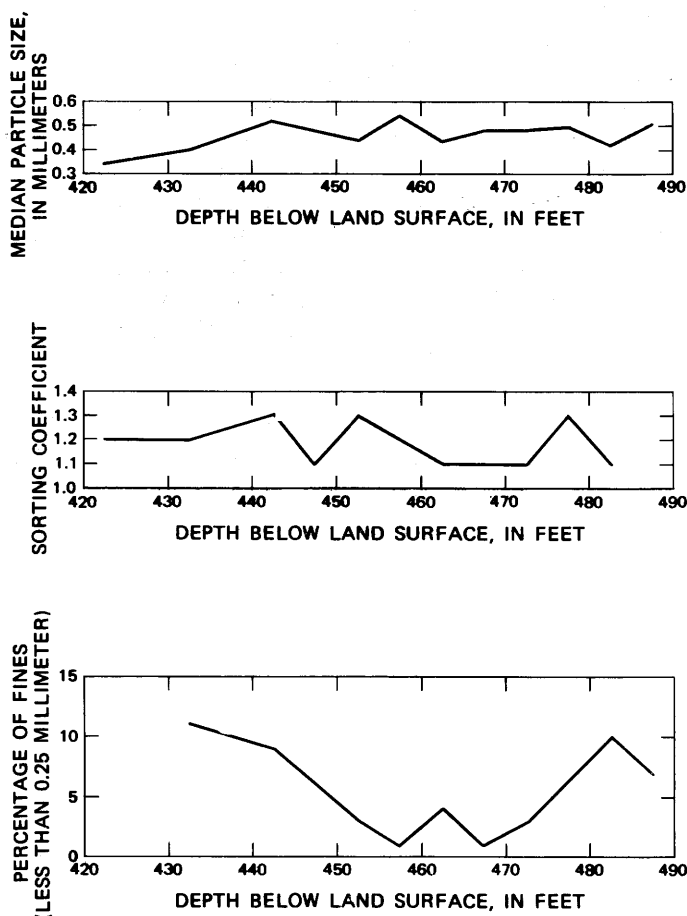 MEDIAN PARTICLE SIZE,
IN MILLIMETERS
0.6
0.5
0.4
0.3
420 430 440 450 460 470 480 490
DEPTH BELOW LAND SURFACE, IN FEET
SORTING COEFFICIENT
1.4
1.3
1.2
1.1
1.0
420 430 440 450 460 470 480 490
DEPTH BELOW LAND SURFACE, IN FEET
PERCENTAGE OF FINES
(LESS THAN 0.25 MILLIMETER)
15
10
5
0
420 430 440 450 460 470 480 490
DEPTH BELOW LAND SURFACE, IN FEET